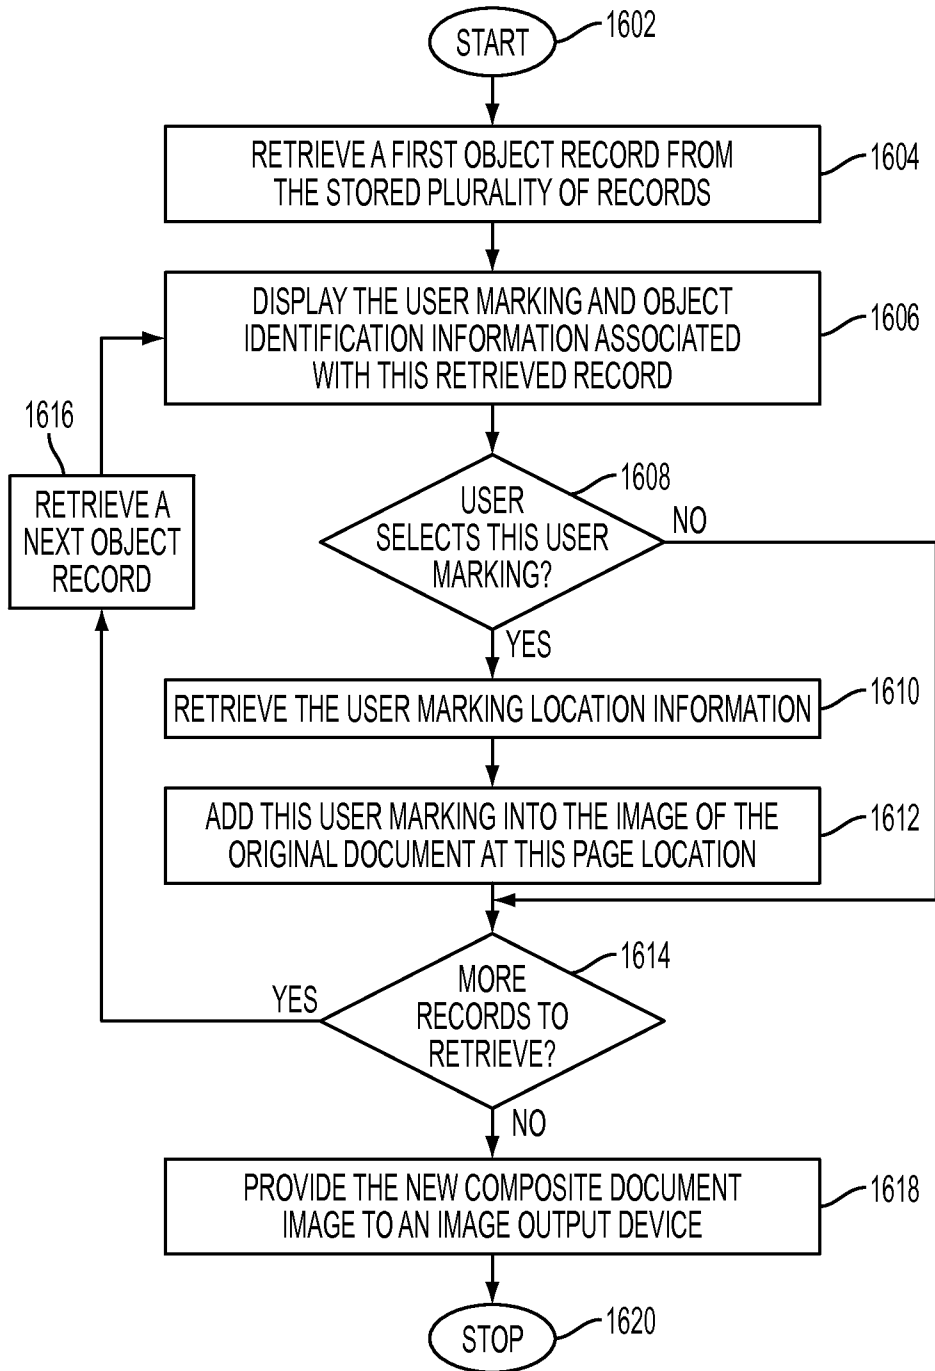 START
1602
RETRIEVE A FIRST OBJECT RECORD FROM
THE STORED PLURALITY OF RECORDS
1604
DISPLAY THE USER MARKING AND OBJECT
IDENTIFICATION INFORMATION ASSOCIATED
WITH THIS RETRIEVED RECORD
1606
1616
RETRIEVE A
NEXT OBJECT
RECORD
USER
SELECTS THIS USER
MARKING?
1608
NO
YES
RETRIEVE THE USER MARKING LOCATION INFORMATION
1610
ADD THIS USER MARKING INTO THE IMAGE OF THE
ORIGINAL DOCUMENT AT THIS PAGE LOCATION
1612
MORE
RECORDS TO
RETRIEVE?
1614
YES
NO
PROVIDE THE NEW COMPOSITE DOCUMENT
IMAGE TO AN IMAGE OUTPUT DEVICE
1618
STOP
1620